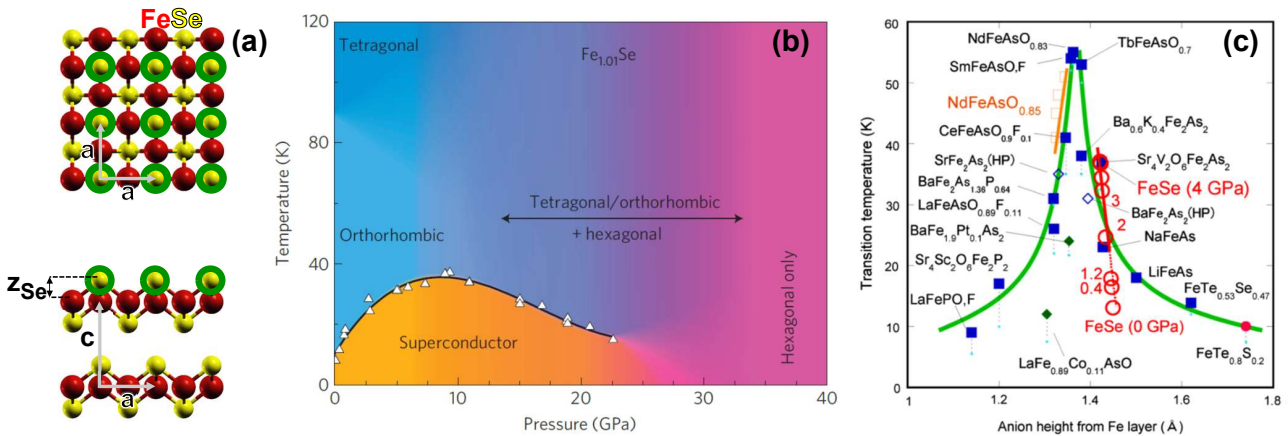 FeSe
(a)
a
a
z_Se
c
a
(b)
120
80
40
0
Temperature (K)
0
10
20
30
40
Pressure (GPa)
Tetragonal
Fe1.01Se
Orthorhombic
Tetragonal/orthorhombic
+ hexagonal
Superconductor
Hexagonal only
(c)
60
50
40
30
20
10
0
Transition temperature (K)
1
1.2
1.4
1.6
1.8
Anion height from Fe layer (Å)
NdFeAsO0.83
TbFeAsO0.7
SmFeAsO,F
NdFeAsO0.85
CeFeAsO0.9F0.1
Ba0.6K0.4Fe2As2
SrFe2As2(HP)
Sr4V2O6Fe2As2
FeSe (4 GPa)
BaFe2As1.36P0.64
3
LaFeAsO0.89F0.11
2
BaFe2As2(HP)
BaFe1.9Pt0.1As2
NaFeAs
Sr4Sc2O6Fe2P2
1.2
LiFeAs
0.4
FeTe0.53Se0.47
LaFePO,F
FeSe (0 GPa)
FeTe0.8S0.2
LaFe0.89Co0.11AsO